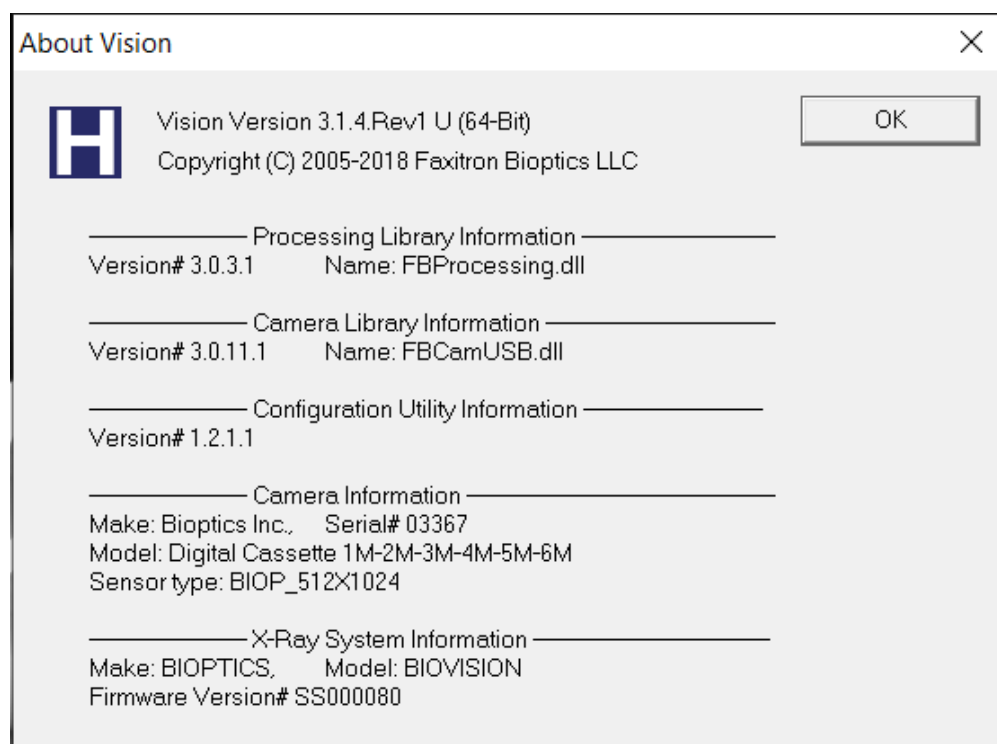 About Vision
H
Vision Version 3.1.4.Rev1 U (64-Bit)
OK
Copyright (C) 2005-2018 Faxitron Bioptics LLC
Processing Library Information
Version# 3.0.3.1 Name: FBProcessing.dll
Camera Library Information
Version# 3.0.11.1 Name: FBCamUSB.dll
Configuration Utility Information
Version# 1.2.1.1
Camera Information
Make: Bioptics Inc., Serial# 03367
Model: Digital Cassette 1M-2M-3M-4M-5M-6M
Sensor type: BIOP_512X1024
X-Ray System Information
Make: BIOPTICS, Model: BIOVISION
Firmware Version# SS000080